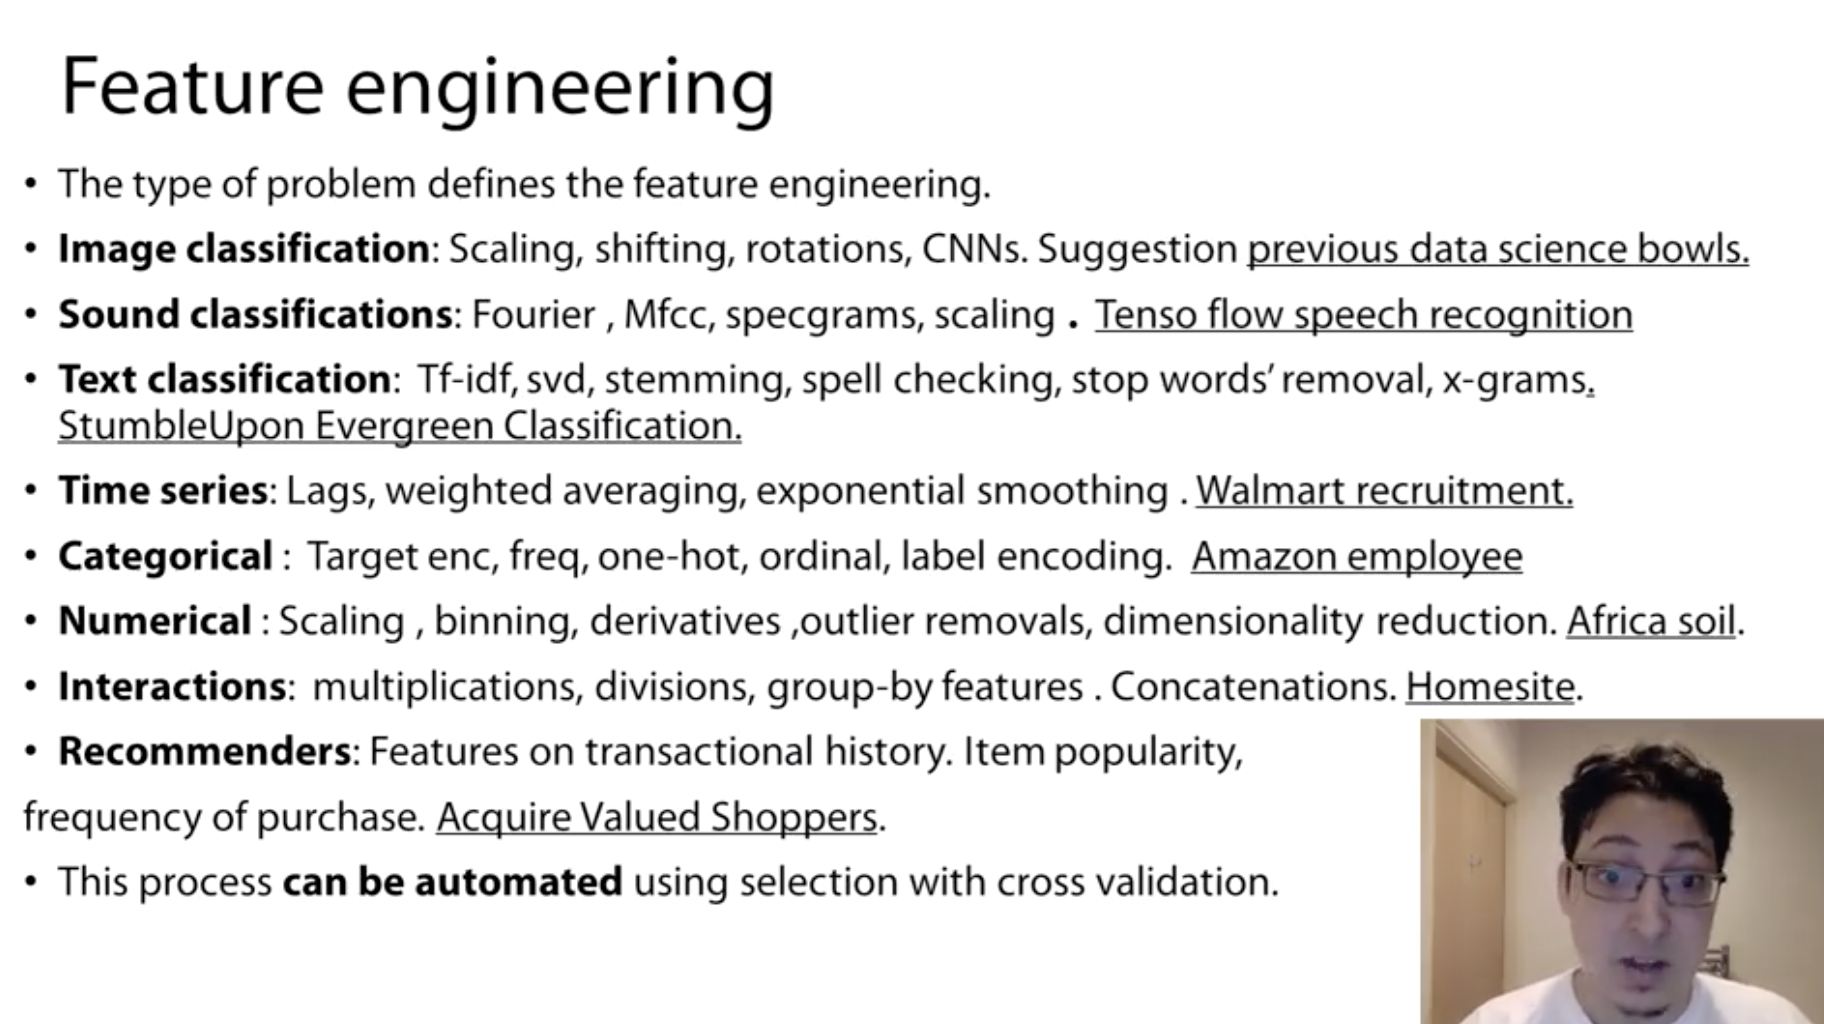 Feature engineering
• The type of problem defines the feature engineering.
• Image classification: Scaling, shifting, rotations, CNNs. Suggestion previous data science bowls.
• Sound classifications: Fourier , Mfcc, specgrams, scaling . Tenso flow speech recognition
• Text classification: Tf-idf, svd, stemming, spell checking, stop words’ removal, x-grams.
StumbleUpon Evergreen Classification.
• Time series: Lags, weighted averaging, exponential smoothing . Walmart recruitment.
• Categorical : Target enc, freq, one-hot, ordinal, label encoding. Amazon employee
• Numerical : Scaling , binning, derivatives ,outlier removals, dimensionality reduction. Africa soil.
• Interactions: multiplications, divisions, group-by features . Concatenations. Homesite.
• Recommenders: Features on transactional history. Item popularity,
frequency of purchase. Acquire Valued Shoppers.
• This process can be automated using selection with cross validation.